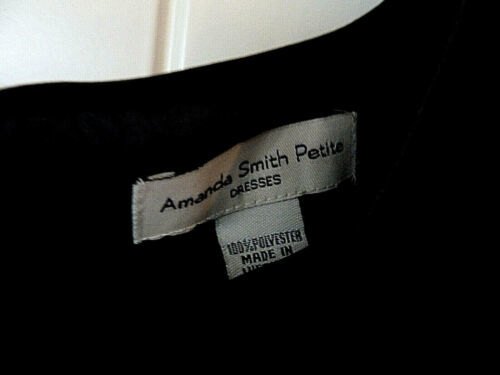 Amanda Smith Petite
DRESSES
100% POLYESTER
MADE IN